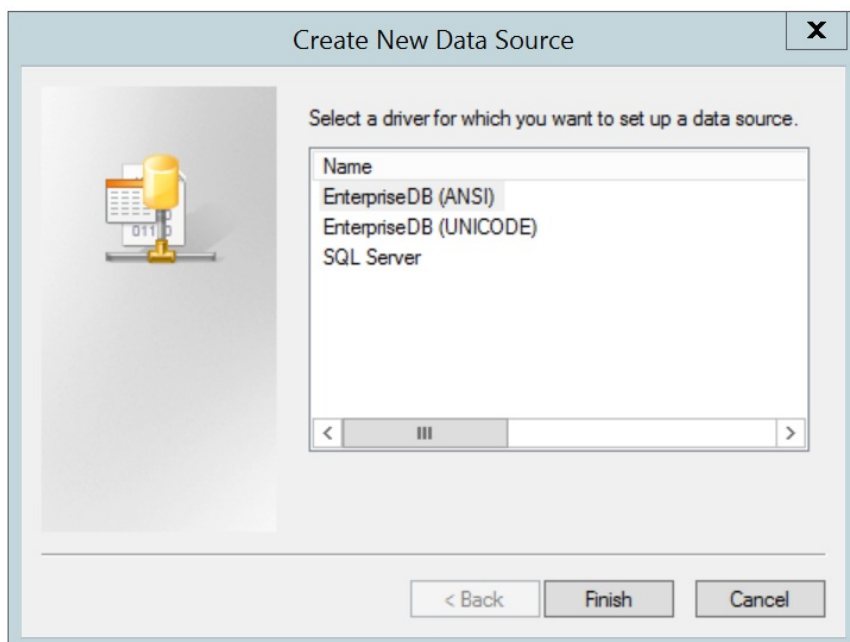 Create New Data Source
X
Select a driver for which you want to set up a data source.
Name
EnterpriseDB (ANSI)
EnterpriseDB (UNICODE)
SQL Server
< Back
Finish
Cancel